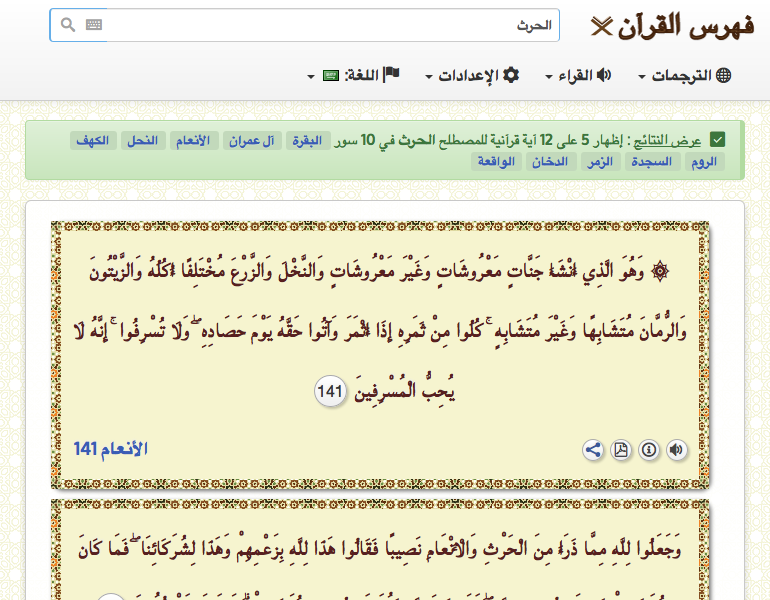 فهرس القرآن
الحرث
الترجمات
القراء
الإعدادات
اللغة:
عرض النتائج : إظهار 5 على 12 آية قرآنية للمصطلح الحرث في 10 سور البقرة آل عمران الأنعام النحل الكهف
الروم السجدة الزمر الدخان الواقعة
۞ وَهُوَ الَّذِي أَنْشَأَ جَنَّاتٍ مَعْرُوشَاتٍ وَغَيْرَ مَعْرُوشَاتٍ وَالنَّخْلَ وَالزَّرْعَ مُخْتَلِفًا أُكُلُهُ وَالزَّيْتُونَ
وَالرُّمَّانَ مُتَشَابِهًا وَغَيْرَ مُتَشَابِهٍ ۚ كُلُوا مِنْ ثَمَرِهِ إِذَا أَثْمَرَ وَآتُوا حَقَّهُ يَوْمَ حَصَادِهِ ۖ وَلَا تُسْرِفُوا ۚ إِنَّهُ لَا
يُحِبُّ الْمُسْرِفِينَ 141
الأنعام 141
وَجَعَلُوا لِلَّهِ مِمَّا ذَرَأَ مِنَ الْحَرْثِ وَالْأَنْعَامِ نَصِيبًا فَقَالُوا هَٰذَا لِلَّهِ بِزَعْمِهِمْ وَهَٰذَا لِشُرَكَائِنَا ۖ فَمَا كَانَ